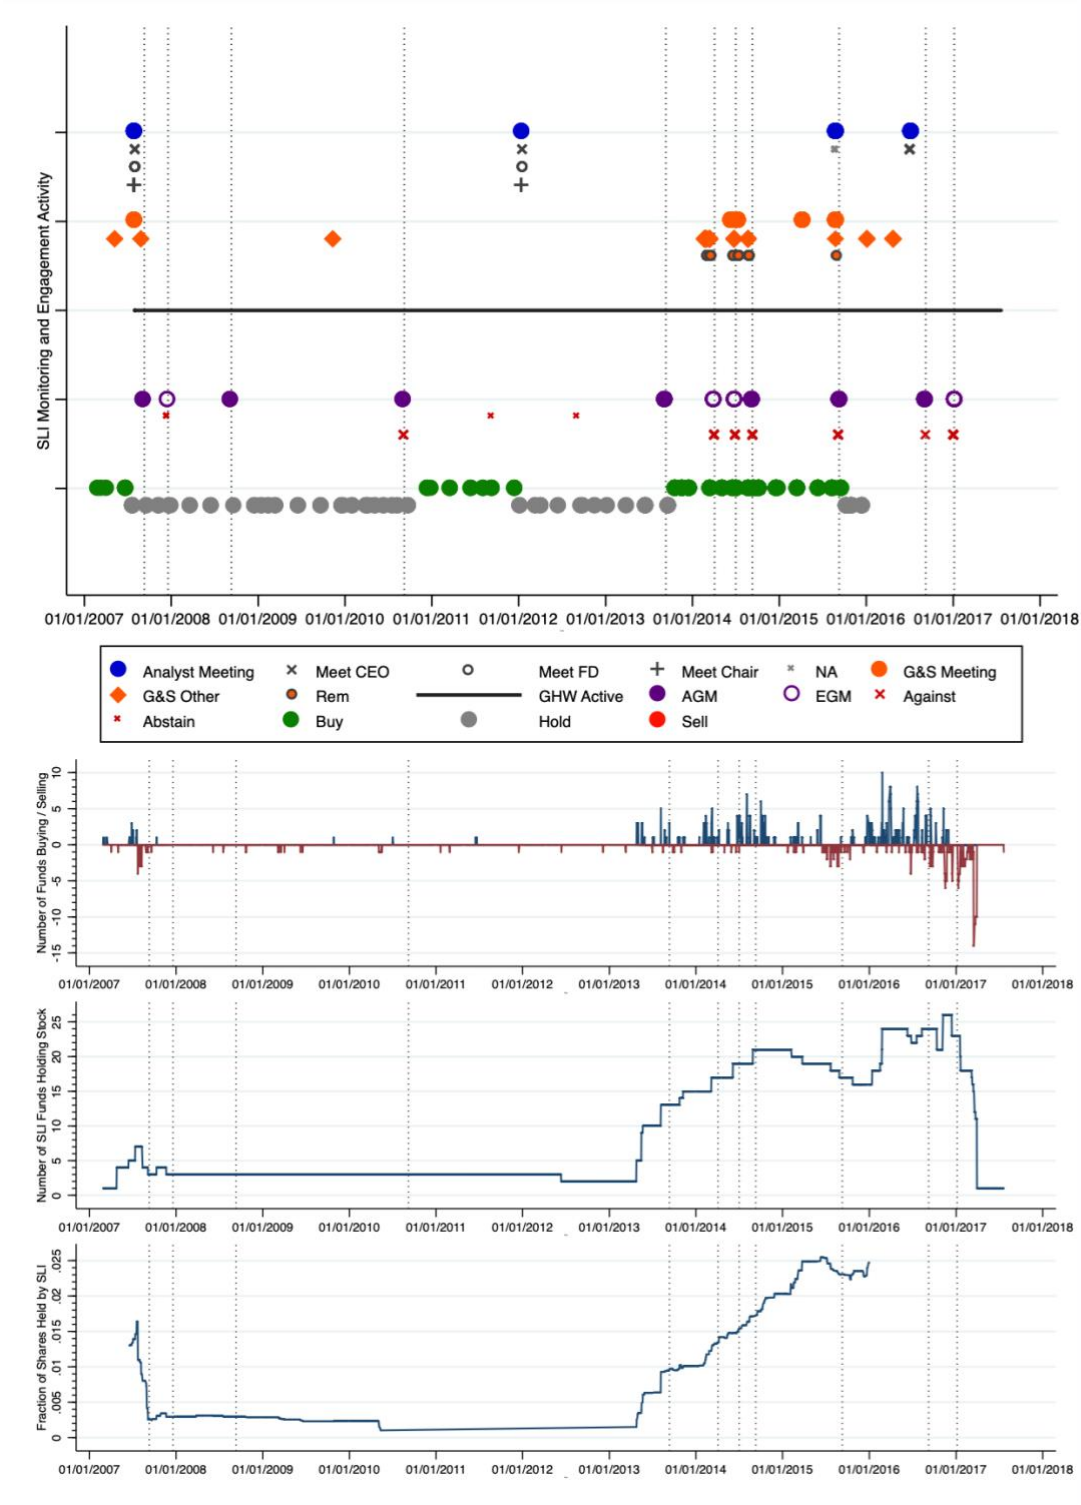 SLI Monitoring and Engagement Activity
01/01/2007 01/01/2008 01/01/2009 01/01/2010 01/01/2011 01/01/2012 01/01/2013 01/01/2014 01/01/2015 01/01/2016 01/01/2017 01/01/2018
Analyst Meeting Meet CEO Meet FD Meet Chair NA G&S Meeting
G&S Other Rem GHW Active AGM EGM Against
Abstain Buy Hold Sell
Number of Funds Buying / Selling
10
5
0
-5
-10
-15
01/01/2007 01/01/2008 01/01/2009 01/01/2010 01/01/2011 01/01/2012 01/01/2013 01/01/2014 01/01/2015 01/01/2016 01/01/2017 01/01/2018
Number of SLI Funds Holding Stock
25
20
15
10
5
0
01/01/2007 01/01/2008 01/01/2009 01/01/2010 01/01/2011 01/01/2012 01/01/2013 01/01/2014 01/01/2015 01/01/2016 01/01/2017 01/01/2018
Fraction of Shares Held by SLI
.025
.02
.015
.01
.005
0
01/01/2007 01/01/2008 01/01/2009 01/01/2010 01/01/2011 01/01/2012 01/01/2013 01/01/2014 01/01/2015 01/01/2016 01/01/2017 01/01/2018